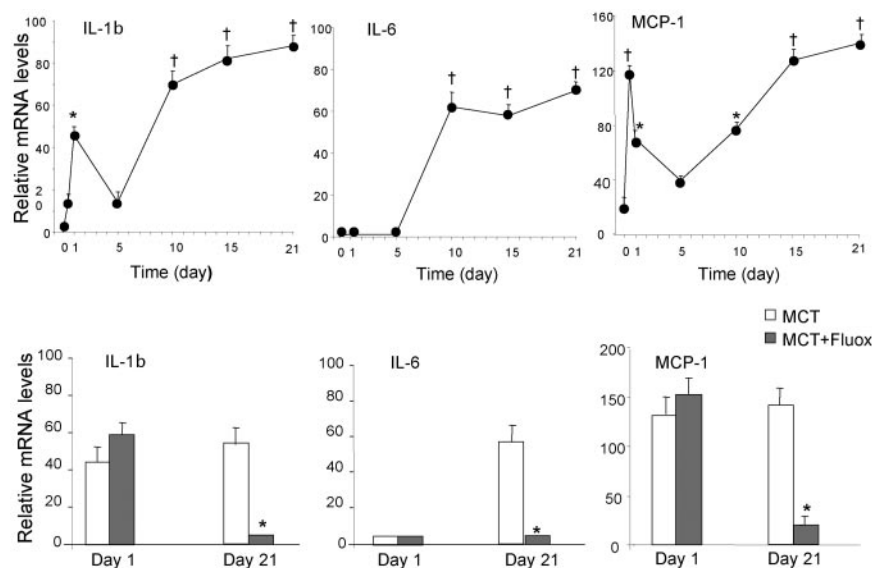 IL-1b
IL-6
MCP-1
Relative mRNA levels
100
80
60
40
2
0
0
0 1 5 10 15 21
Time (day)
*
†
†
†
100
80
60
40
20
0
0 1 5 10 15 21
Time (day)
†
†
†
160
120
80
40
0
0 1 5 10 15 21
Time (day)
†
*
*
†
†
MCT
MCT+Fluox
IL-1b
IL-6
MCP-1
Relative mRNA levels
100
80
60
40
20
0
Day 1 Day 21
*
100
80
60
40
20
0
Day 1 Day 21
*
200
150
100
50
0
Day 1 Day 21
*